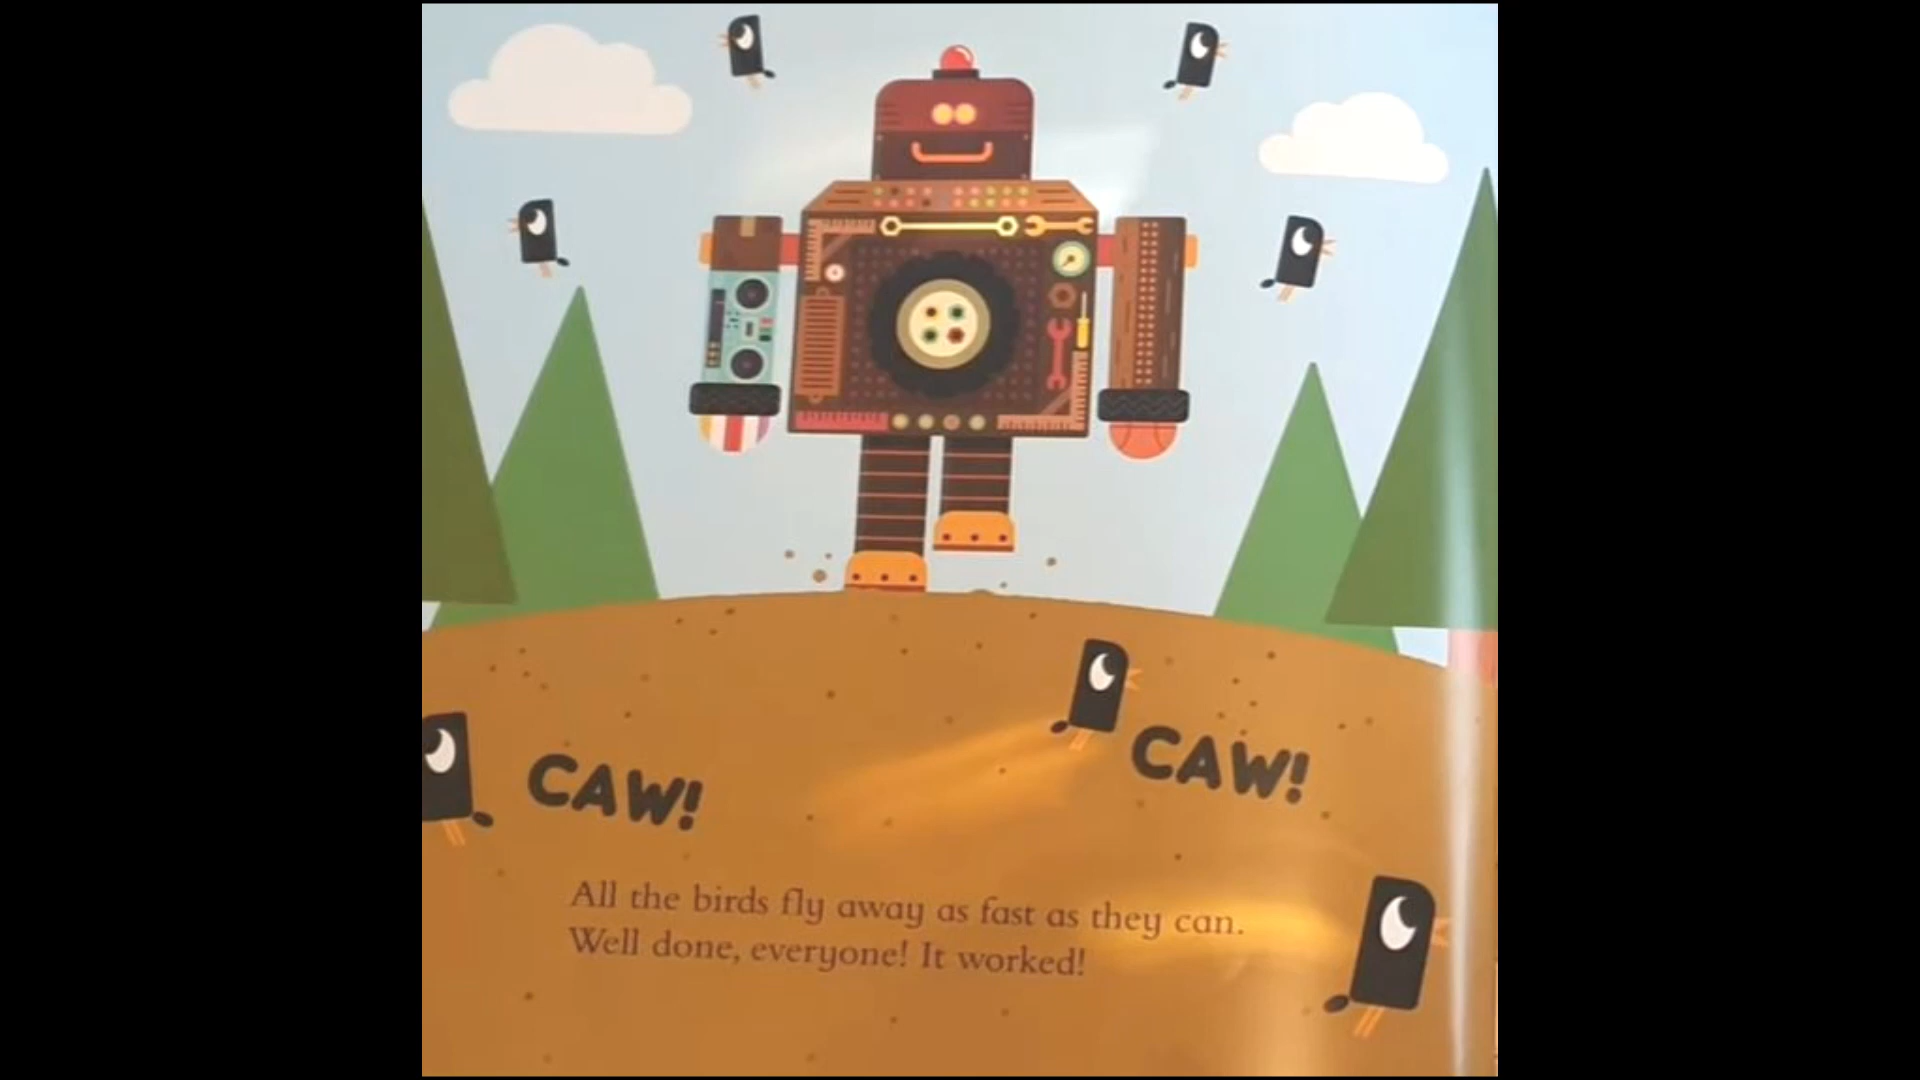 CAW!
CAW!
All the birds fly away as fast as they can.
Well done, everyone! It worked!